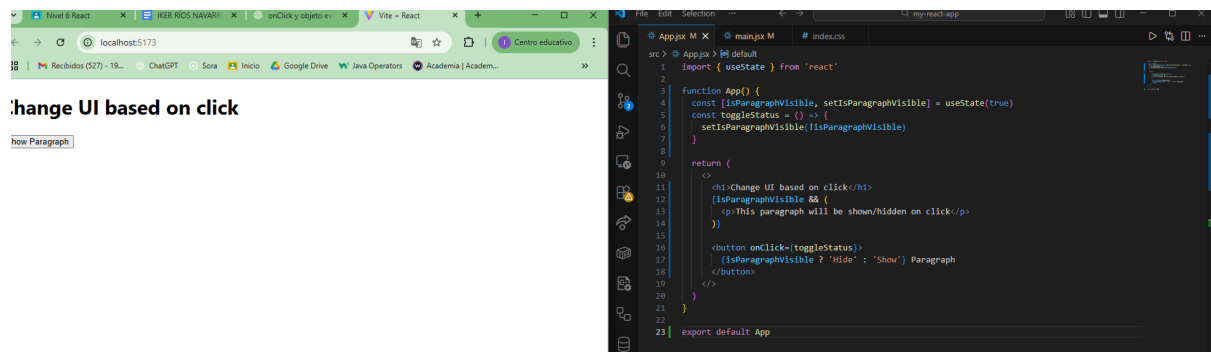 Nivel 6 React
IKER RÍOS NAVARR
onClick y objeto eve
Vite + React
localhost:5173
Centro educativo
Recibidos (527) - 19...
ChatGPT
Sora
Inicio
Google Drive
Java Operators
Academia | Academ...
»
hange UI based on click
how Paragraph
File Edit Selection ...
my-react-app
App.jsx M
main.jsx M
index.css
src > App.jsx > default
1 import { useState } from 'react'
2
3 function App() {
4 const [isParagraphVisible, setIsParagraphVisible] = useState(true)
5 const toggleStatus = () => {
6 setIsParagraphVisible(!isParagraphVisible)
7 }
8
9 return (
10 <>
11 <h1>Change UI based on click</h1>
12 {isParagraphVisible && (
13 <p>This paragraph will be shown/hidden on click</p>
14 )}
15
16 <button onClick={toggleStatus}>
17 {isParagraphVisible ? 'Hide' : 'Show'} Paragraph
18 </button>
19 </>
20 )
21 }
22
23 export default App